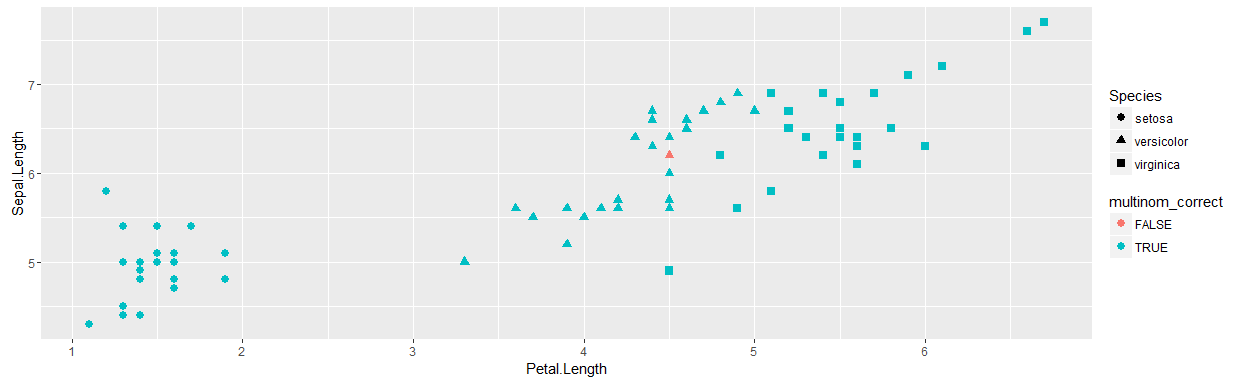 Sepal.Length
7
6
5
1
2
3
4
5
6
Petal.Length
Species
setosa
versicolor
virginica
multinom_correct
FALSE
TRUE